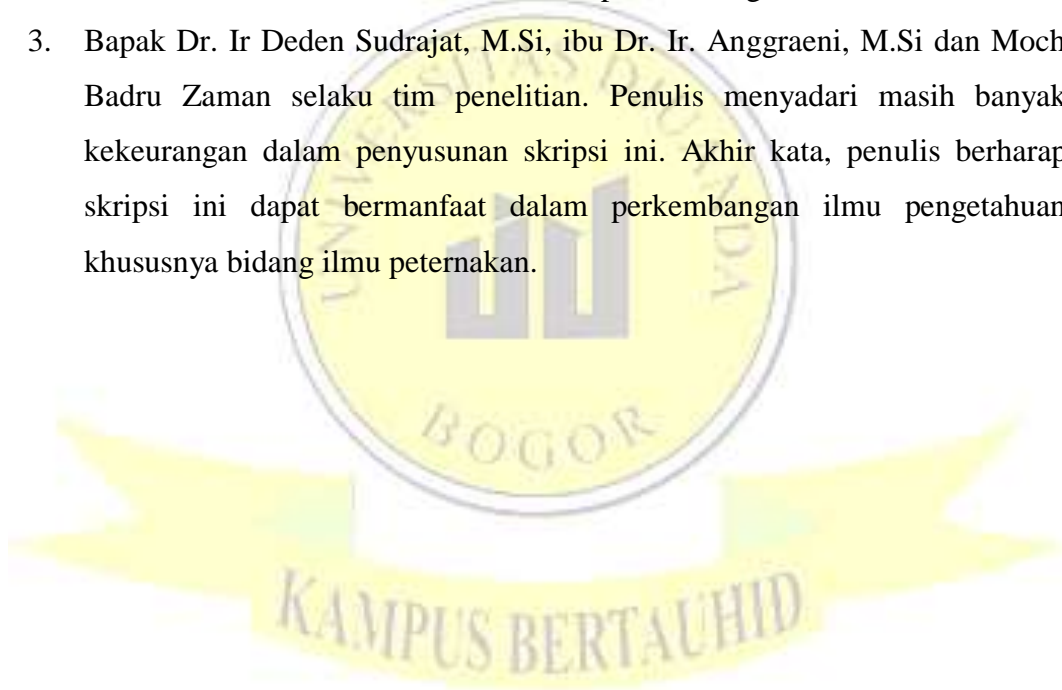 3. Bapak Dr. Ir Deden Sudrajat, M.Si, ibu Dr. Ir. Anggraeni, M.Si dan Moch
Badru Zaman selaku tim penelitian. Penulis menyadari masih banyak
kekeurangan dalam penyusunan skripsi ini. Akhir kata, penulis berharap
skripsi ini dapat bermanfaat dalam perkembangan ilmu pengetahuan
khususnya bidang ilmu peternakan.
UNIVERSITAS DJUANDA
BOGOR
KAMPUS BERTAUHID